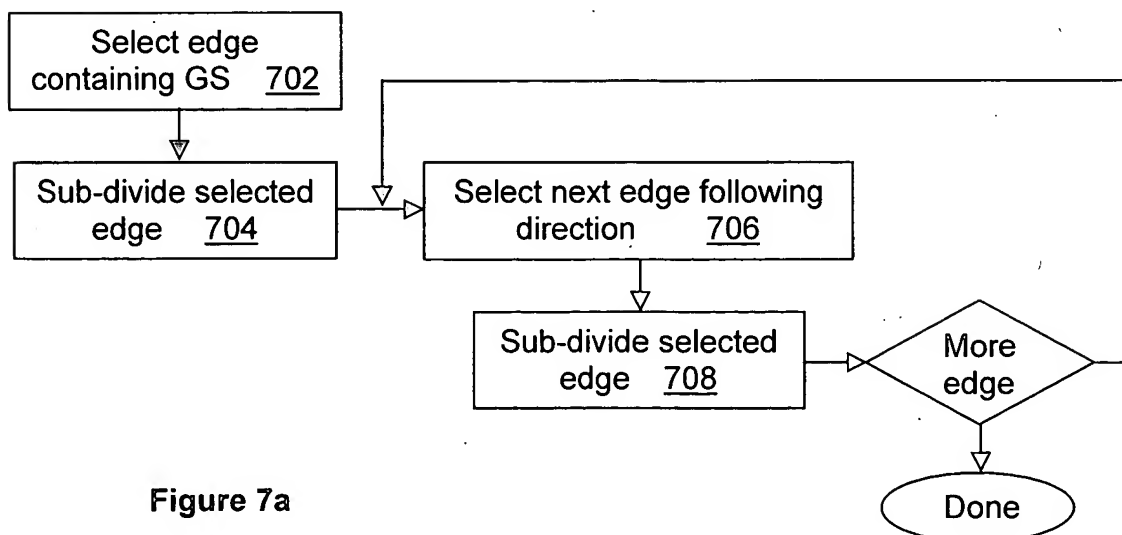 Select edge
containing GS 702
Sub-divide selected
edge 704
Select next edge following
direction 706
Sub-divide selected
edge 708
More
edge
Done
Figure 7a